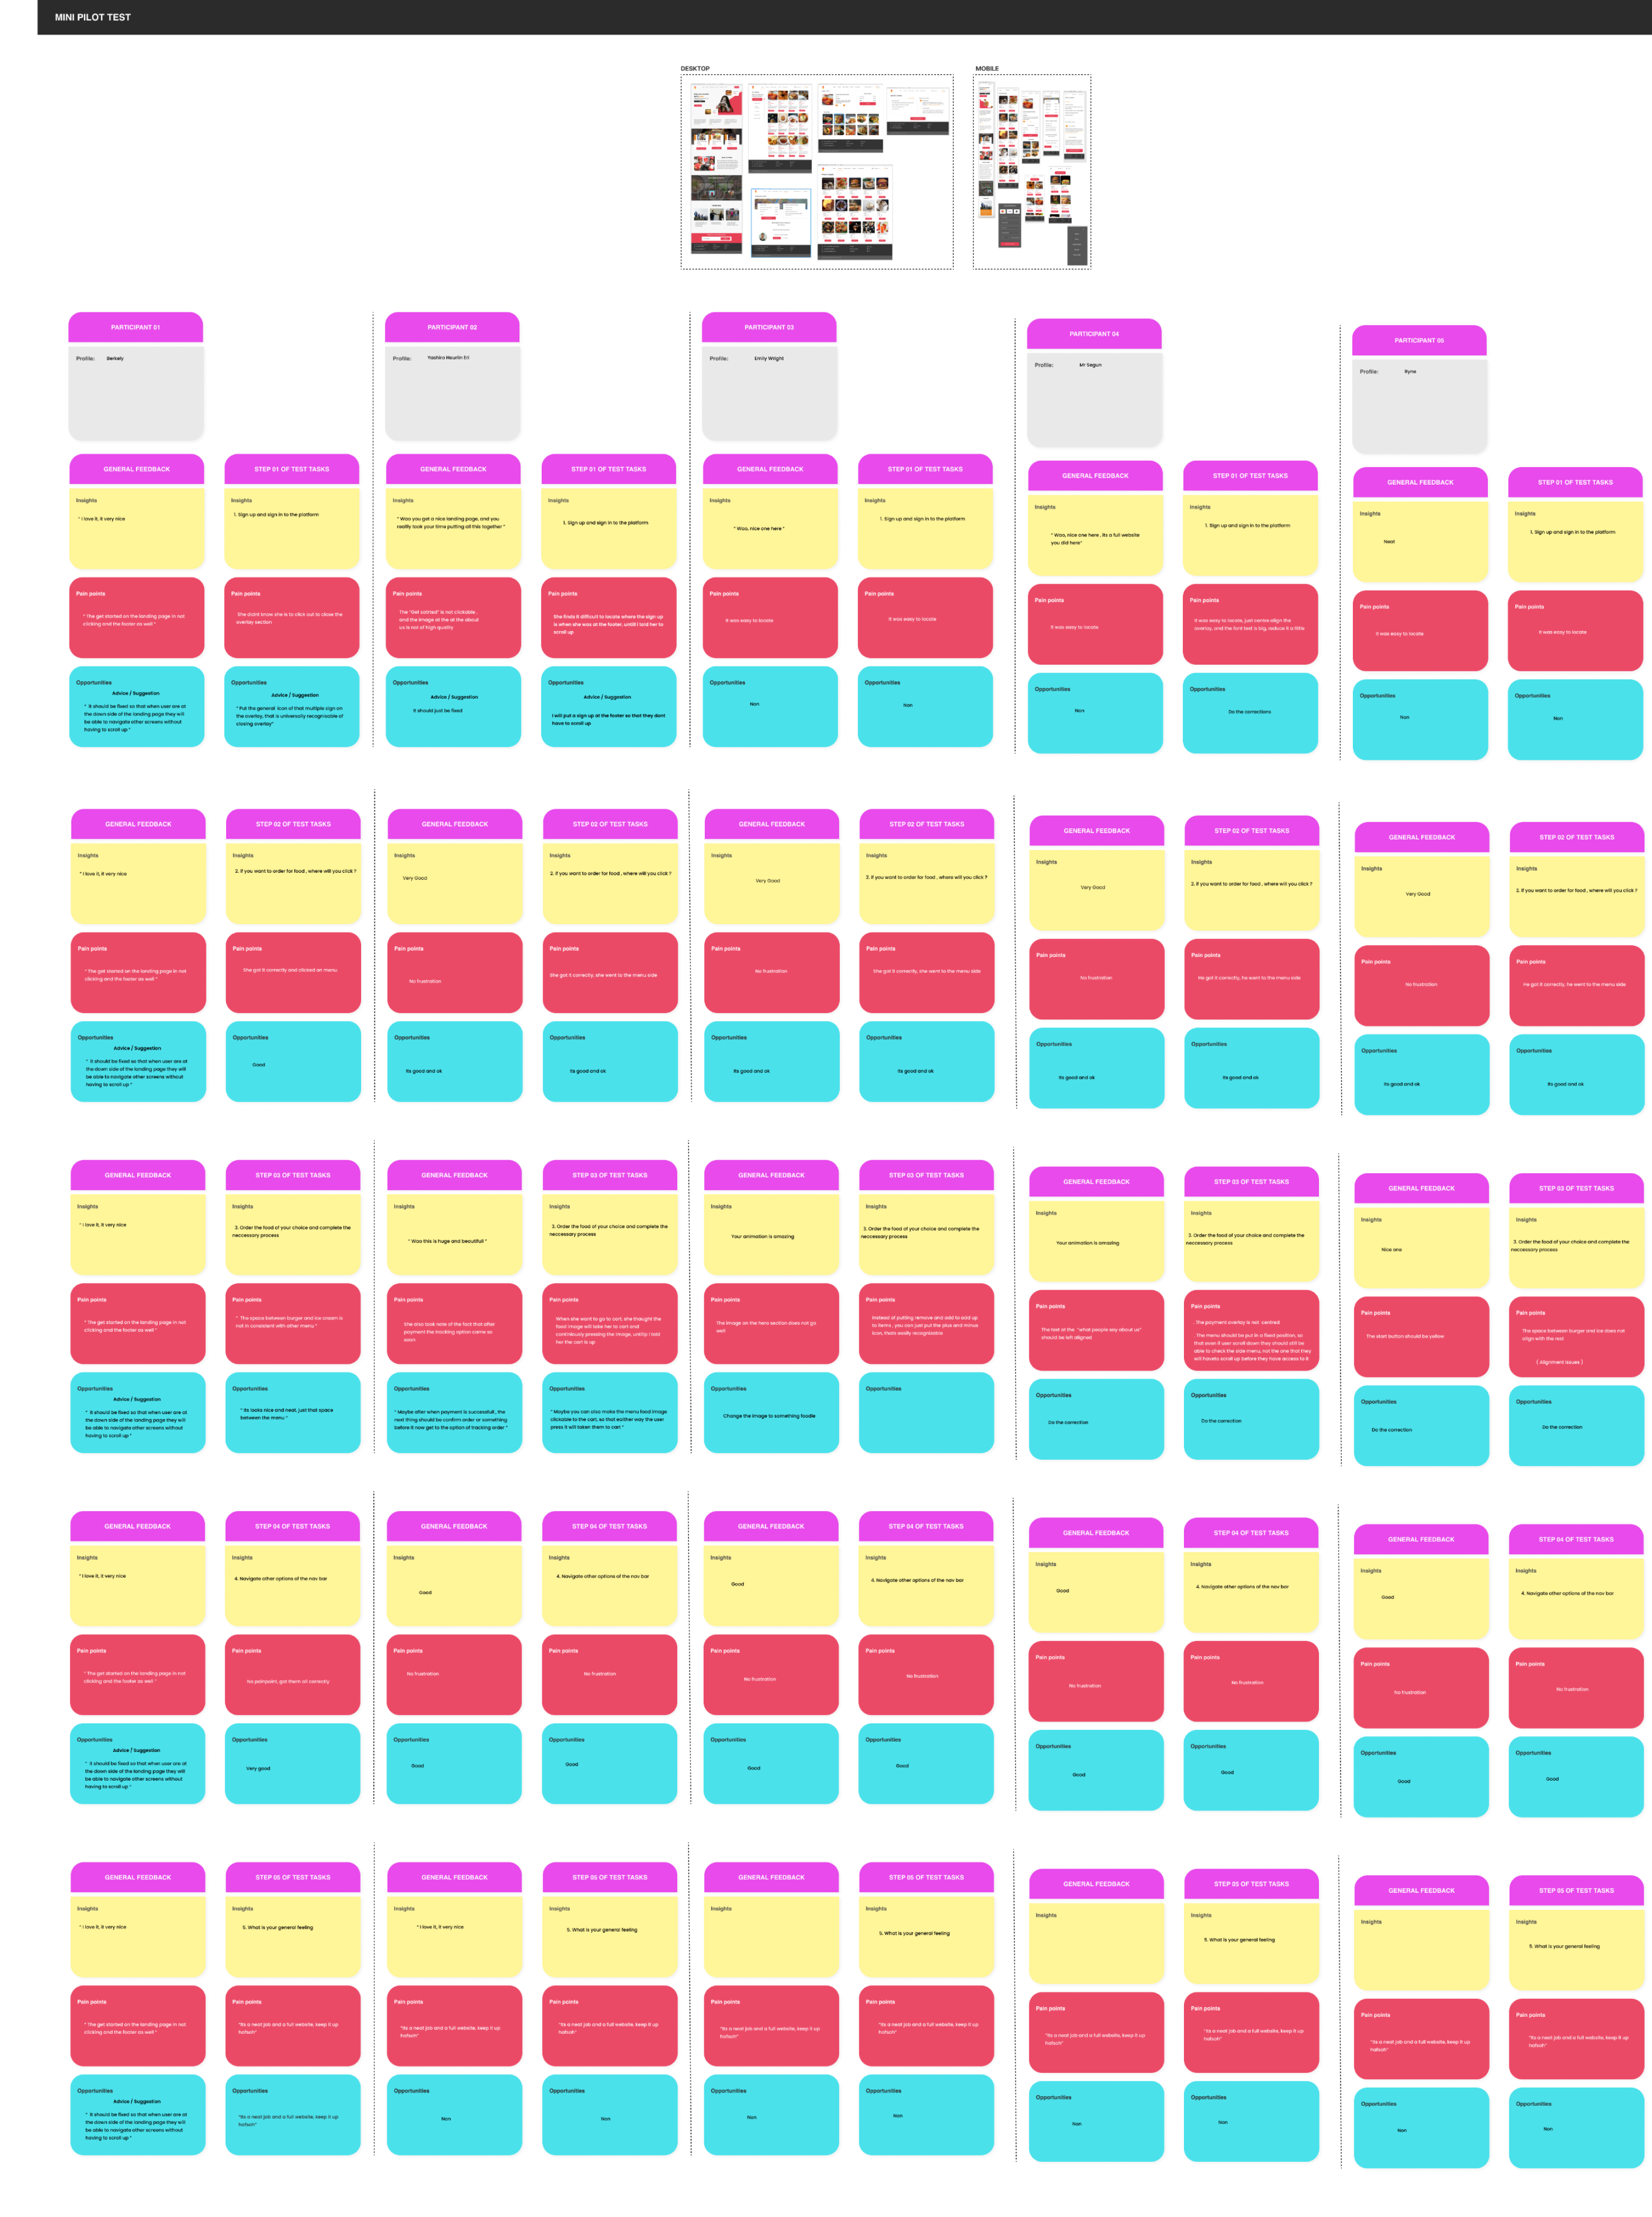 MINI PILOT TEST
DESKTOP
MOBILE
PARTICIPANT 01
Profile: Berkely
PARTICIPANT 02
Profile: Yashira Naurlin Eri
PARTICIPANT 03
Profile: Emily Wright
PARTICIPANT 04
Profile: Mr Segun
PARTICIPANT 05
Profile: Ryne
GENERAL FEEDBACK
Insights
" I love it, it very nice
Pain points
" The get started on the landing page in not
clicking and the footer as well "
Opportunities
Advice / Suggestion
" It should be fixed so that when user are at
the down side of the landing page they will
be able to navigate other screens without
having to scroll up "
STEP 01 OF TEST TASKS
Insights
1. Sign up and sign in to the platform
Pain points
She didnt know she is to click out to close the
overlay section
Opportunities
Advice / Suggestion
" Put the general icon of that multiple sign on
the overlay, that is universally recognisable of
closing overlay"
GENERAL FEEDBACK
Insights
" Woo you got a nice landing page, and you
really took your time putting all this together "
Pain points
The "Get satrted" is not clickable ,
and the image at the at the about
us is not of high quality
Opportunities
Advice / Suggestion
It should just be fixed
STEP 01 OF TEST TASKS
Insights
1. Sign up and sign in to the platform
Pain points
She finds it difficult to locate where the sign up
is when she was at the footer, untill i told her to
scroll up
Opportunities
Advice / Suggestion
I will put a sign up at the footer so that they dont
have to scroll up
GENERAL FEEDBACK
Insights
" Woo, nice one here "
Pain points
It was easy to locate
Opportunities
Non
STEP 01 OF TEST TASKS
Insights
1. Sign up and sign in to the platform
Pain points
It was easy to locate
Opportunities
Non
GENERAL FEEDBACK
Insights
" Woo, nice one here , its a full website
you did here"
Pain points
It was easy to locate
Opportunities
Non
STEP 01 OF TEST TASKS
Insights
1. Sign up and sign in to the platform
Pain points
It was easy to locate, just centre align the
overlay, and the font text is big, reduce it a little
Opportunities
Do the corrections
GENERAL FEEDBACK
Insights
Neat
Pain points
It was easy to locate
Opportunities
Non
STEP 01 OF TEST TASKS
Insights
1. Sign up and sign in to the platform
Pain points
It was easy to locate
Opportunities
Non
GENERAL FEEDBACK
Insights
" I love it, it very nice
Pain points
" The get started on the landing page in not
clicking and the footer as well "
Opportunities
Advice / Suggestion
" It should be fixed so that when user are at
the down side of the landing page they will
be able to navigate other screens without
having to scroll up "
STEP 02 OF TEST TASKS
Insights
2. if you want to order for food , where will you click ?
Pain points
She got it correctly and clicked on menu
Opportunities
Good
GENERAL FEEDBACK
Insights
Very Good
Pain points
No frustration
Opportunities
Its good and ok
STEP 02 OF TEST TASKS
Insights
2. if you want to order for food , where will you click ?
Pain points
She got it correctly, she went to the menu side
Opportunities
Its good and ok
GENERAL FEEDBACK
Insights
Very Good
Pain points
No frustration
Opportunities
Its good and ok
STEP 02 OF TEST TASKS
Insights
2. if you want to order for food , where will you click ?
Pain points
She got it correctly, she went to the menu side
Opportunities
Its good and ok
GENERAL FEEDBACK
Insights
Very Good
Pain points
No frustration
Opportunities
Its good and ok
STEP 02 OF TEST TASKS
Insights
2. if you want to order for food , where will you click ?
Pain points
He got it correctly, he went to the menu side
Opportunities
Its good and ok
GENERAL FEEDBACK
Insights
Very Good
Pain points
No frustration
Opportunities
Its good and ok
STEP 02 OF TEST TASKS
Insights
2. if you want to order for food , where will you click ?
Pain points
He got it correctly, he went to the menu side
Opportunities
Its good and ok
GENERAL FEEDBACK
Insights
" I love it, it very nice
Pain points
" The get started on the landing page in not
clicking and the footer as well "
Opportunities
Advice / Suggestion
" It should be fixed so that when user are at
the down side of the landing page they will
be able to navigate other screens without
having to scroll up "
STEP 03 OF TEST TASKS
Insights
3. Order the food of your choice and complete the
neccessary process
Pain points
" The space between burger and ice cream is
not in consistent with other menu "
Opportunities
" Its looks nice and neat, just that space
between the menu "
GENERAL FEEDBACK
Insights
" Woo this is huge and beautifull "
Pain points
She also took note of the fact that after
payment the tracking option came so
soon
Opportunities
" Maybe after when payment is successfull , the
next thing should be confirm order or something
before it now get to the option of tracking order "
STEP 03 OF TEST TASKS
Insights
3. Order the food of your choice and complete the
neccessary process
Pain points
When she want to go to cart, she thought the
food image will take her to cart and
continiously pressing the image, untill i told
her the cart is up
Opportunities
" Maybe you can also make the menu food image
clickable to the cart, so that eaither way the user
press it will taken them to cart "
GENERAL FEEDBACK
Insights
Your animation is amazing
Pain points
The image on the hero section does not go
well
Opportunities
Change the image to something foodie
STEP 03 OF TEST TASKS
Insights
3. Order the food of your choice and complete the
neccessary process
Pain points
Instead of putting remove and add to add up
to items , you can just put the plus and minus
icon, thats easily recognisable
Opportunities
GENERAL FEEDBACK
Insights
Your animation is amazing
Pain points
The text at the "what people say about us"
should be left aligned
Opportunities
Do the correction
STEP 03 OF TEST TASKS
Insights
3. Order the food of your choice and complete the
neccessary process
Pain points
. The payment overlay is not centred
. The menu should be put in a fixed position, so
that even if user scroll down they should still be
able to check the side menu, not the one that they
will haveto scroll up before they have access to it
Opportunities
Do the correction
GENERAL FEEDBACK
Insights
Nice one
Pain points
The start button should be yellow
Opportunities
Do the correction
STEP 03 OF TEST TASKS
Insights
3. Order the food of your choice and complete the
neccessary process
Pain points
The space between burger and ice does not
align with the rest
( Alignment issues )
Opportunities
Do the correction
GENERAL FEEDBACK
Insights
" I love it, it very nice
Pain points
" The get started on the landing page in not
clicking and the footer as well "
Opportunities
Advice / Suggestion
" It should be fixed so that when user are at
the down side of the landing page they will
be able to navigate other screens without
having to scroll up "
STEP 04 OF TEST TASKS
Insights
4. Navigate other options of the nav bar
Pain points
No painpoint, got them all correctly
Opportunities
Very good
GENERAL FEEDBACK
Insights
Good
Pain points
No frustration
Opportunities
Good
STEP 04 OF TEST TASKS
Insights
4. Navigate other options of the nav bar
Pain points
No frustration
Opportunities
Good
GENERAL FEEDBACK
Insights
Good
Pain points
No frustration
Opportunities
Good
STEP 04 OF TEST TASKS
Insights
4. Navigate other options of the nav bar
Pain points
No frustration
Opportunities
Good
GENERAL FEEDBACK
Insights
Good
Pain points
No frustration
Opportunities
Good
STEP 04 OF TEST TASKS
Insights
4. Navigate other options of the nav bar
Pain points
No frustration
Opportunities
Good
GENERAL FEEDBACK
Insights
Good
Pain points
No frustration
Opportunities
Good
STEP 04 OF TEST TASKS
Insights
4. Navigate other options of the nav bar
Pain points
No frustration
Opportunities
Good
GENERAL FEEDBACK
Insights
" I love it, it very nice
Pain points
" The get started on the landing page in not
clicking and the footer as well "
Opportunities
Advice / Suggestion
" It should be fixed so that when user are at
the down side of the landing page they will
be able to navigate other screens without
having to scroll up "
STEP 05 OF TEST TASKS
Insights
5. What is your general feeling
Pain points
"Its a neat job and a full website, keep it up
hafsoh"
Opportunities
"Its a neat job and a full website, keep it up
hafsoh"
GENERAL FEEDBACK
Insights
" I love it, it very nice
Pain points
"Its a neat job and a full website, keep it up
hafsoh"
Opportunities
Non
STEP 05 OF TEST TASKS
Insights
5. What is your general feeling
Pain points
"Its a neat job and a full website, keep it up
hafsoh"
Opportunities
Non
GENERAL FEEDBACK
Insights
Pain points
"Its a neat job and a full website, keep it up
hafsoh"
Opportunities
Non
STEP 05 OF TEST TASKS
Insights
5. What is your general feeling
Pain points
"Its a neat job and a full website, keep it up
hafsoh"
Opportunities
Non
GENERAL FEEDBACK
Insights
Pain points
"Its a neat job and a full website, keep it up
hafsoh"
Opportunities
Non
STEP 05 OF TEST TASKS
Insights
5. What is your general feeling
Pain points
"Its a neat job and a full website, keep it up
hafsoh"
Opportunities
Non
GENERAL FEEDBACK
Insights
Pain points
"Its a neat job and a full website, keep it up
hafsoh"
Opportunities
Non
STEP 05 OF TEST TASKS
Insights
5. What is your general feeling
Pain points
"Its a neat job and a full website, keep it up
hafsoh"
Opportunities
Non